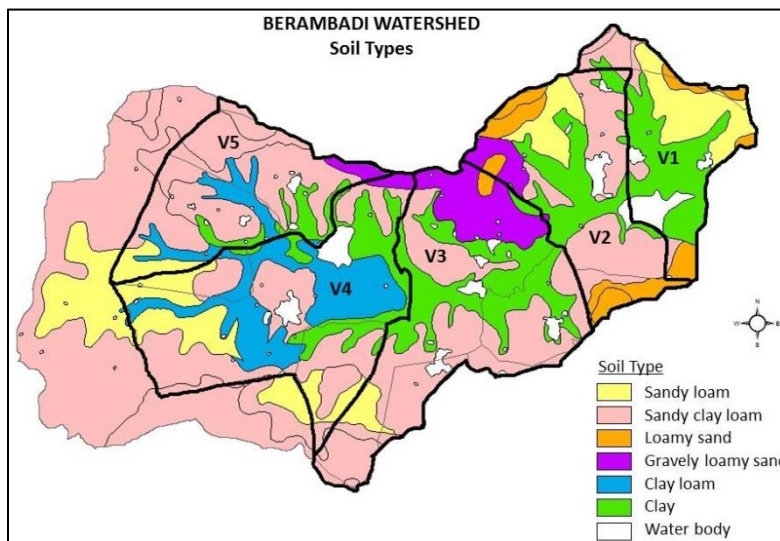 BERAMBADI WATERSHED
Soil Types
V5
V1
V2
V3
V4
N
W E
S
Soil Type
Sandy loam
Sandy clay loam
Loamy sand
Gravely loamy sand
Clay loam
Clay
Water body